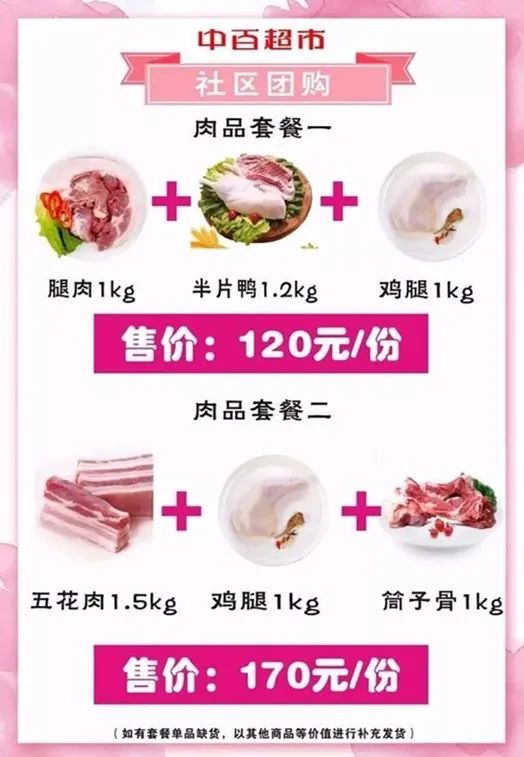 中百超市
社区团购
肉品套餐一
腿肉1kg 半片鸭1.2kg 鸡腿1kg
售价：120元/份
肉品套餐二
五花肉1.5kg 鸡腿1kg 筒子骨1kg
售价：170元/份
（如有套餐单品缺货，以其他商品等价值进行补充发货）